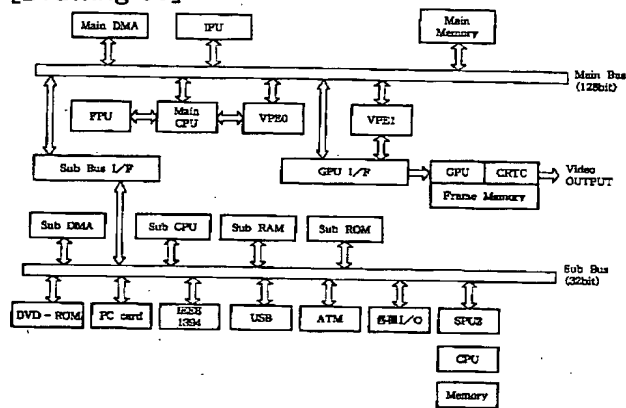 Main DMA
IPU
Main
Memory
Main Bus
(128bit)
FPU
Main
CPU
VPE0
VPE1
Sub Bus I/F
GPU I/F
GPU
CRTC
Video
OUTPUT
Frame Memory
Sub DMA
Sub CPU
Sub RAM
Sub ROM
Sub Bus
(32bit)
DVD-ROM
PC card
IEEE
1394
USB
ATM
I/O
SPU2
CPU
Memory